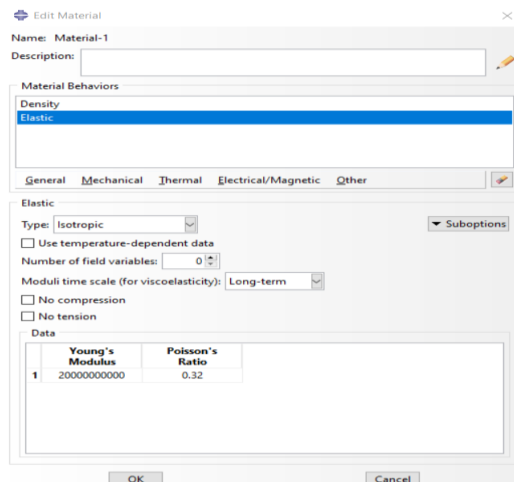 Edit Material
Name: Material-1
Description:
Material Behaviors
Density
Elastic
General Mechanical Thermal Electrical/Magnetic Other
Elastic
Type: Isotropic Suboptions
Use temperature-dependent data
Number of field variables: 0
Moduli time scale (for viscoelasticity): Long-term
No compression
No tension
Data
Young's Poisson's
Modulus Ratio
1 20000000000 0.32
OK Cancel